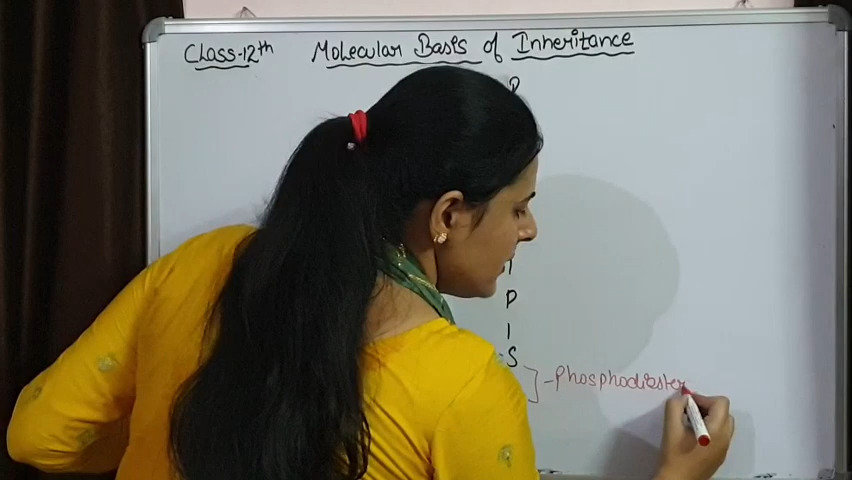 Class-12th Molecular Basis of Inheritance
P
P
S
-Phosphodiester